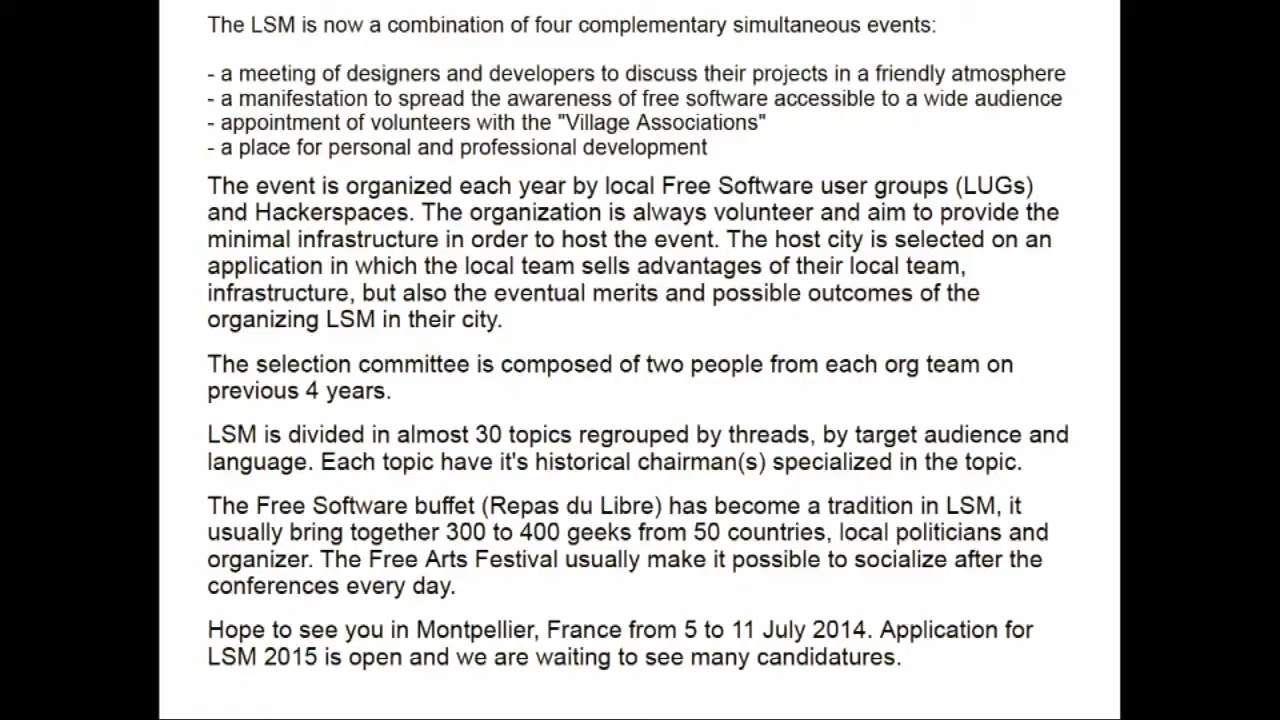 The LSM is now a combination of four complementary simultaneous events:
- a meeting of designers and developers to discuss their projects in a friendly atmosphere
- a manifestation to spread the awareness of free software accessible to a wide audience
- appointment of volunteers with the "Village Associations"
- a place for personal and professional development
The event is organized each year by local Free Software user groups (LUGs)
and Hackerspaces. The organization is always volunteer and aim to provide the
minimal infrastructure in order to host the event. The host city is selected on an
application in which the local team sells advantages of their local team,
infrastructure, but also the eventual merits and possible outcomes of the
organizing LSM in their city.
The selection committee is composed of two people from each org team on
previous 4 years.
LSM is divided in almost 30 topics regrouped by threads, by target audience and
language. Each topic have it's historical chairman(s) specialized in the topic.
The Free Software buffet (Repas du Libre) has become a tradition in LSM, it
usually bring together 300 to 400 geeks from 50 countries, local politicians and
organizer. The Free Arts Festival usually make it possible to socialize after the
conferences every day.
Hope to see you in Montpellier, France from 5 to 11 July 2014. Application for
LSM 2015 is open and we are waiting to see many candidatures.